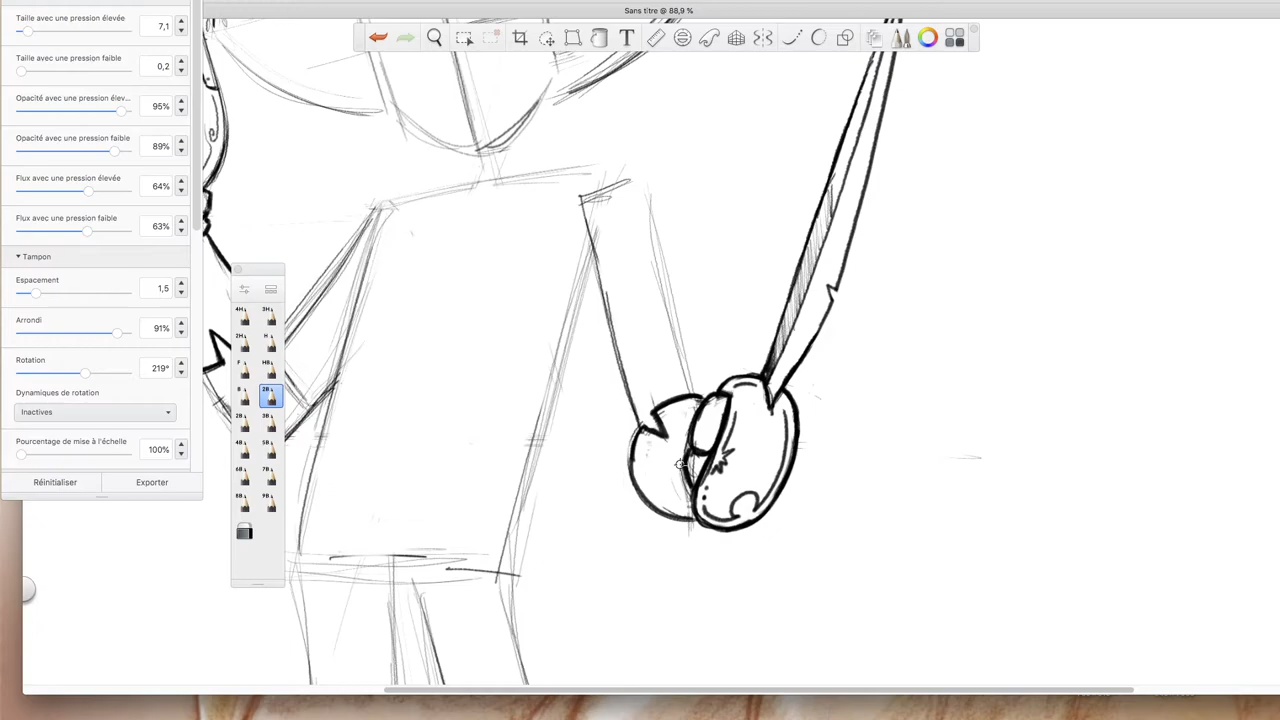 Sans titre @ 88,9 %
Taille avec une pression élevée
7,1
Taille avec une pression faible
0,2
Opacité avec une pression élev...
95%
Opacité avec une pression faible
89%
Flux avec une pression élevée
64%
Flux avec une pression faible
63%
Tampon
Espacement
1,5
Arrondi
91%
Rotation
219°
Dynamiques de rotation
Inactives
Pourcentage de mise à l'échelle
100%
Réinitialiser Exporter
T
4H 3H
2H H
F HB
B 2B
2B 3B
4B 5B
6B 7B
8B 9B